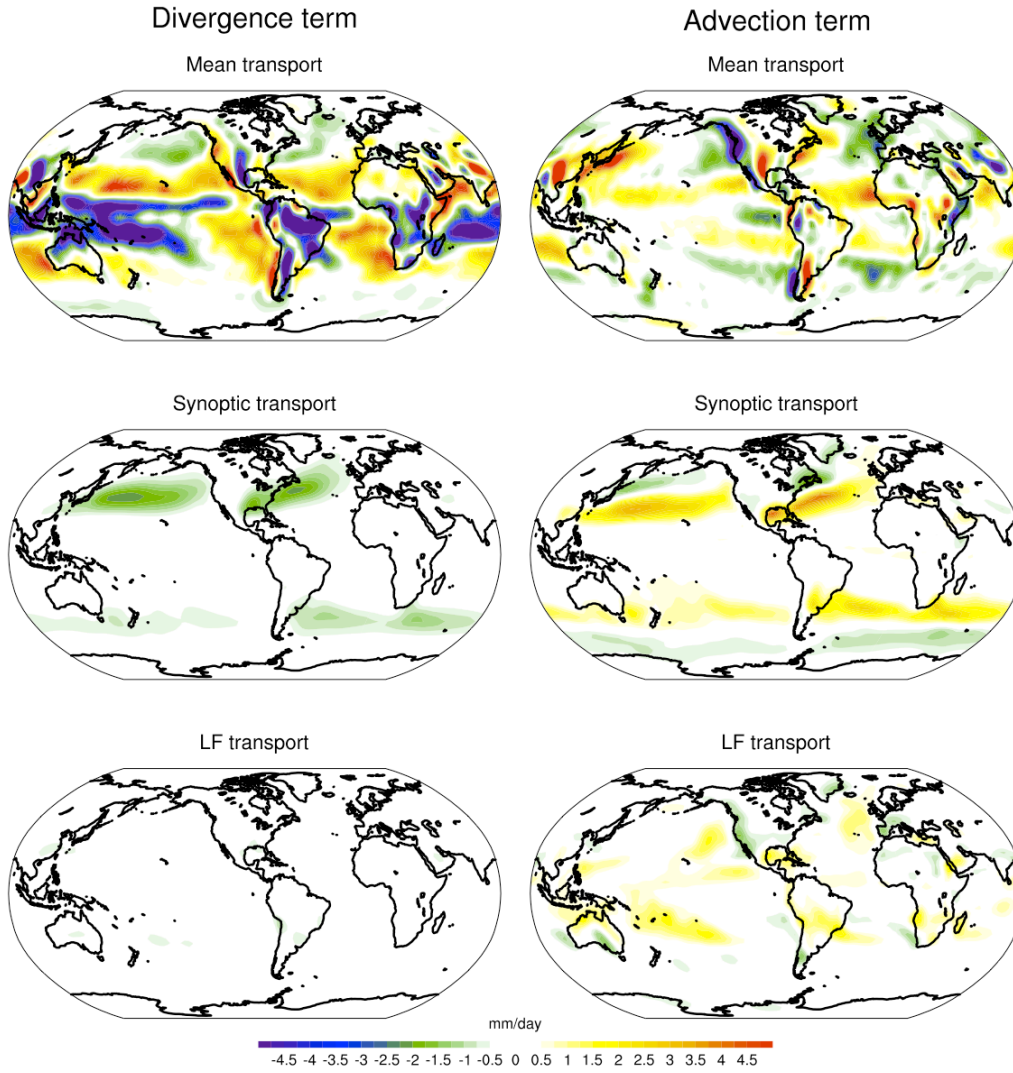 Divergence term
Advection term
Mean transport
Mean transport
Synoptic transport
Synoptic transport
LF transport
LF transport
mm/day
-4.5 -4 -3.5 -3 -2.5 -2 -1.5 -1 -0.5 0 0.5 1 1.5 2 2.5 3 3.5 4 4.5